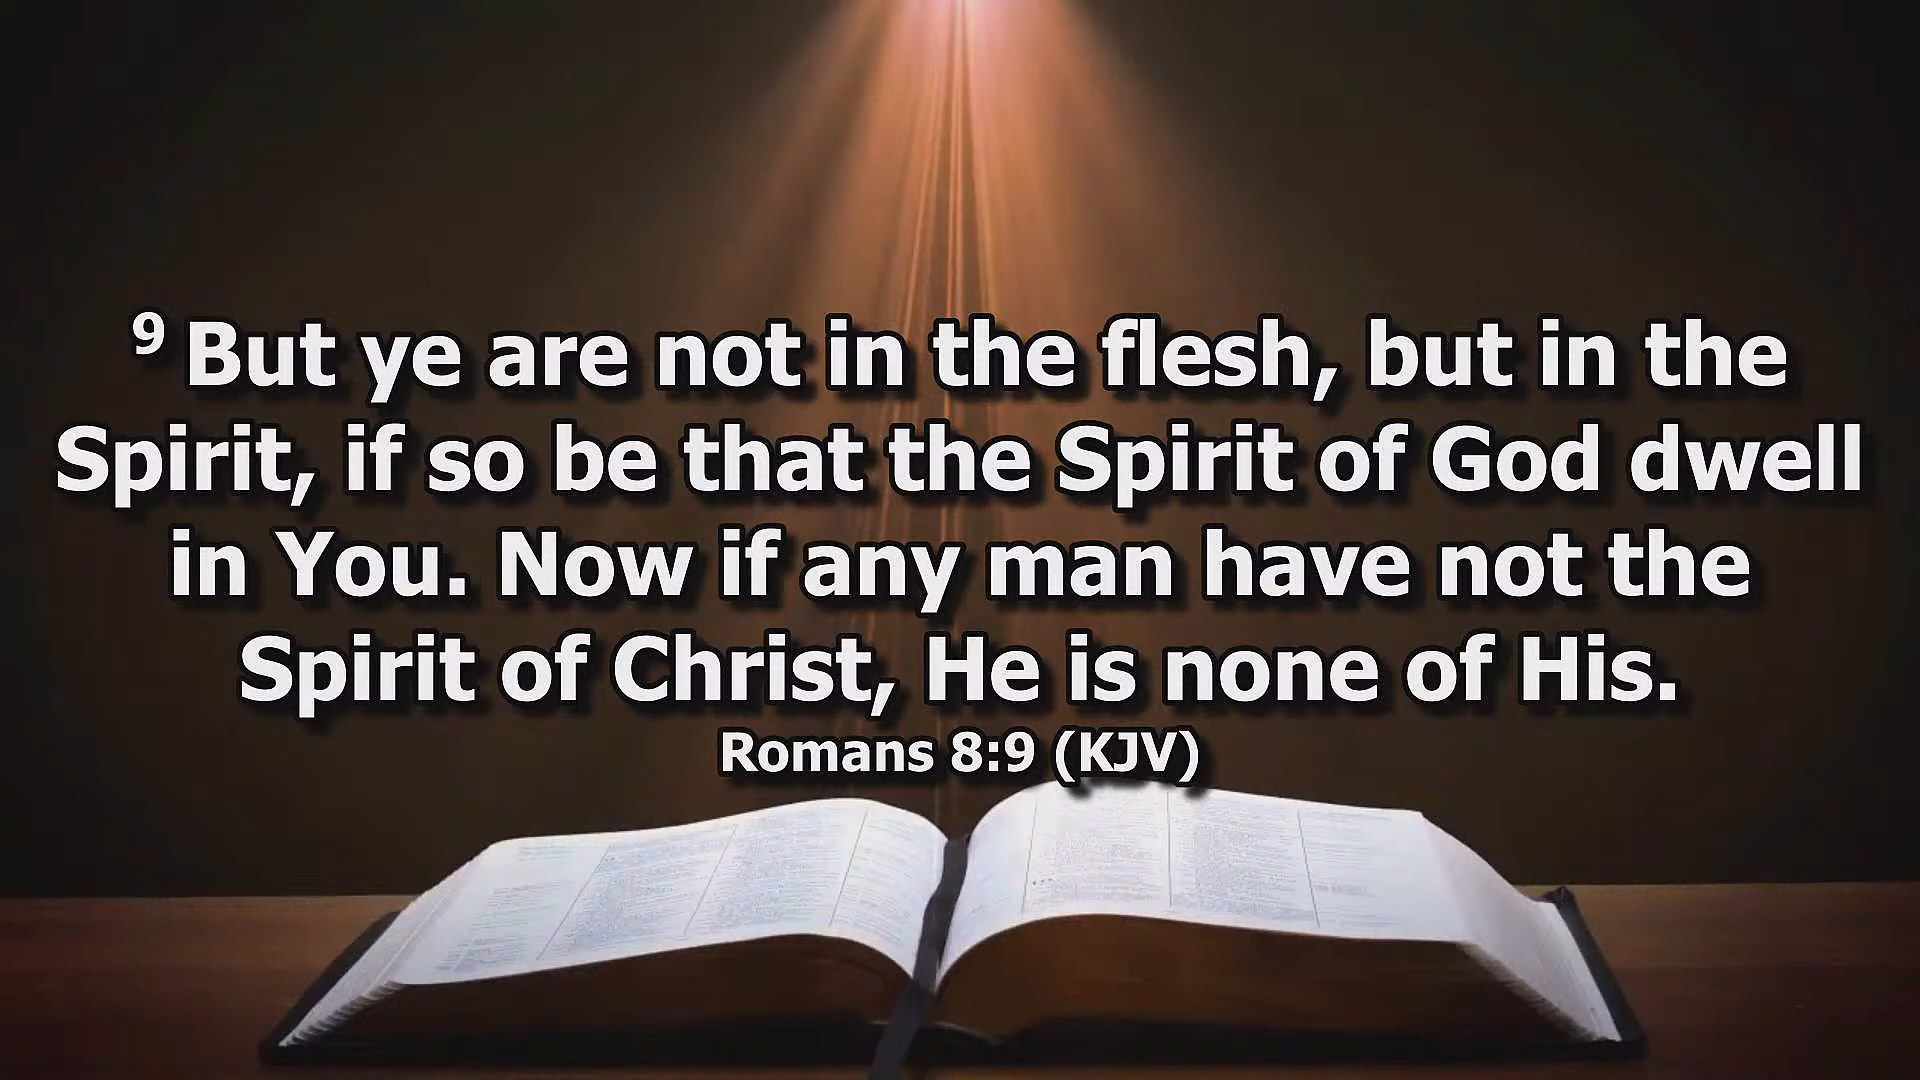 9 But ye are not in the flesh, but in the
Spirit, if so be that the Spirit of God dwell
in You. Now if any man have not the
Spirit of Christ, He is none of His.
Romans 8:9 (KJV)